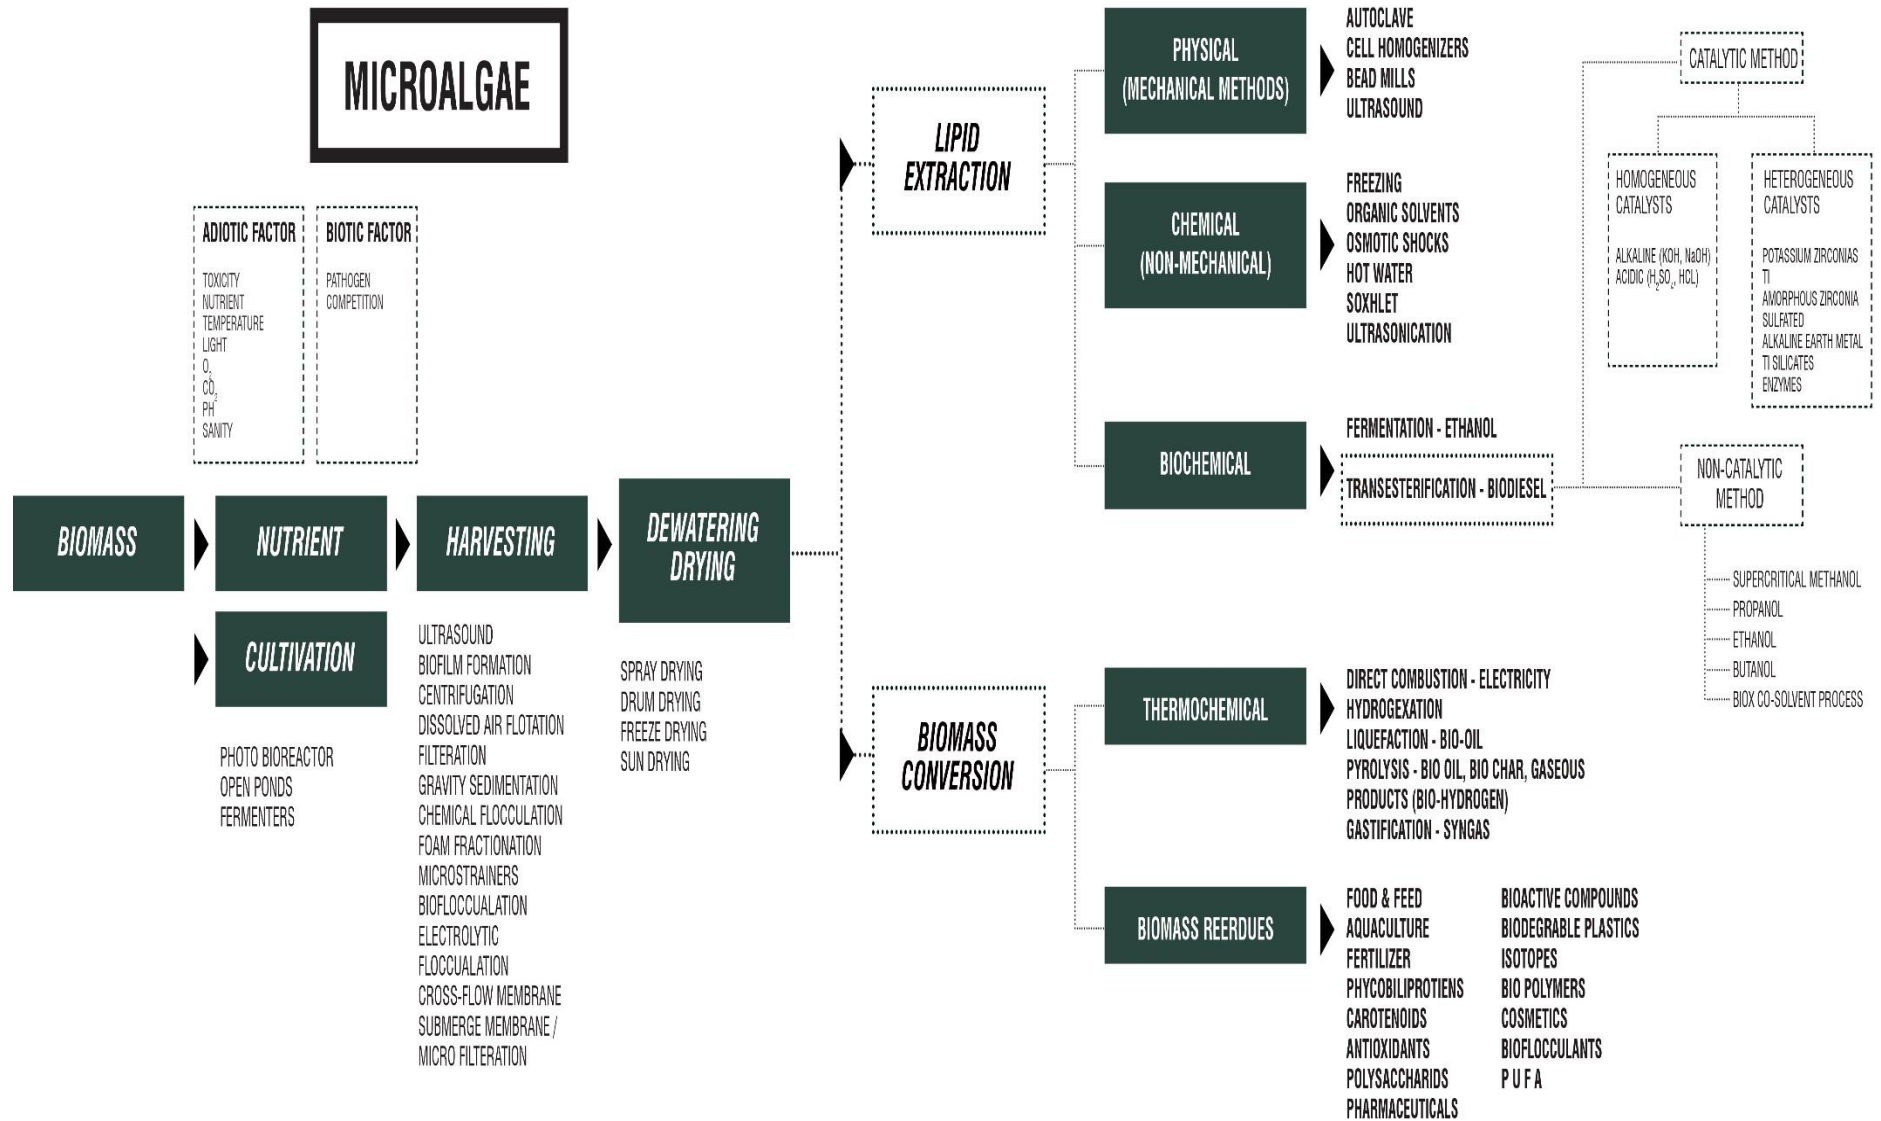 MICROALGAE
ADIOTIC FACTOR
TOXICITY
NUTRIENT
TEMPERATURE
LIGHT
O₂
CO₂
PH
SANITY
BIOTIC FACTOR
PATHOGEN
COMPETITION
BIOMASS
NUTRIENT
CULTIVATION
PHOTO BIOREACTOR
OPEN PONDS
FERMENTERS
HARVESTING
ULTRASOUND
BIOFILM FORMATION
CENTRIFUGATION
DISSOLVED AIR FLOTATION
FILTERATION
GRAVITY SEDIMENTATION
CHEMICAL FLOCCULATION
FOAM FRACTIONATION
MICROSTRAINERS
BIOFLOCCUALATION
ELECTROLYTIC
FLOCCUALATION
CROSS-FLOW MEMBRANE
SUBMERGE MEMBRANE /
MICRO FILTERATION
DEWATERING
DRYING
SPRAY DRYING
DRUM DRYING
FREEZE DRYING
SUN DRYING
LIPID
EXTRACTION
PHYSICAL
(MECHANICAL METHODS)
AUTOCLAVE
CELL HOMOGENIZERS
BEAD MILLS
ULTRASOUND
CHEMICAL
(NON-MECHANICAL)
FREEZING
ORGANIC SOLVENTS
OSMOTIC SHOCKS
HOT WATER
SOXHLET
ULTRASONICATION
BIOCHEMICAL
FERMENTATION - ETHANOL
TRANSESTERIFICATION - BIODIESEL
CATALYTIC METHOD
HOMOGENEOUS
CATALYSTS
ALKALINE (KOH, NaOH)
ACIDIC (H₂SO₄, HCL)
HETEROGENEOUS
CATALYSTS
POTASSIUM ZIRCONIAS
TI
AMORPHOUS ZIRCONIA
SULFATED
ALKALINE EARTH METAL
TI SILICATES
ENZYMES
NON-CATALYTIC
METHOD
SUPERCRITICAL METHANOL
PROPANOL
ETHANOL
BUTANOL
BIOX CO-SOLVENT PROCESS
BIOMASS
CONVERSION
THERMOCHEMICAL
DIRECT COMBUSTION - ELECTRICITY
HYDROGEXATION
LIQUEFACTION - BIO-OIL
PYROLYSIS - BIO OIL, BIO CHAR, GASEOUS
PRODUCTS (BIO-HYDROGEN)
GASTIFICATION - SYNGAS
BIOMASS REERDUES
FOOD & FEED
AQUACULTURE
FERTILIZER
PHYCOBILIPROTIENS
CAROTENOIDS
ANTIOXIDANTS
POLYSACCHARIDS
PHARMACEUTICALS
BIOACTIVE COMPOUNDS
BIODEGRABLE PLASTICS
ISOTOPES
BIO POLYMERS
COSMETICS
BIOFLOCCULANTS
P U F A